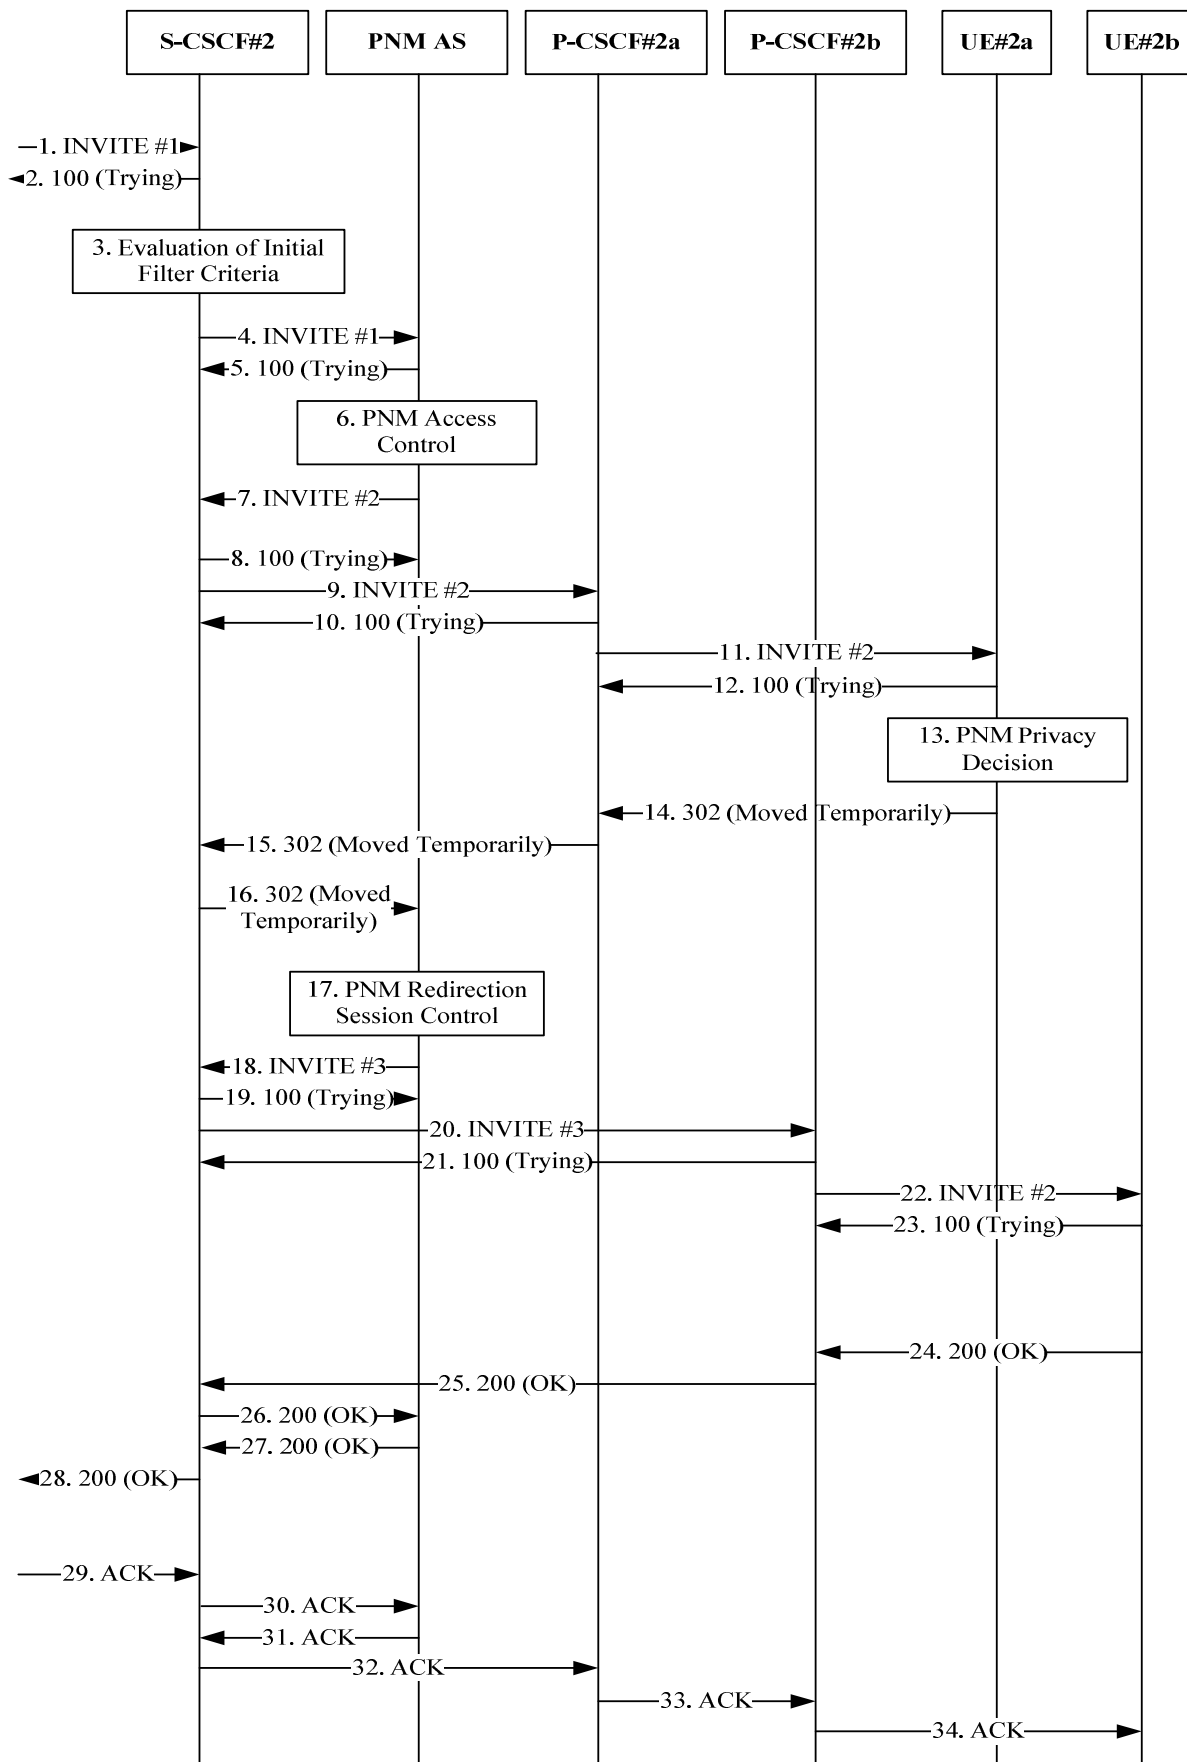 S-CSCF#2
PNM AS
P-CSCF#2a
P-CSCF#2b
UE#2a
UE#2b
1. INVITE #1
2. 100 (Trying)
3. Evaluation of Initial
Filter Criteria
4. INVITE #1
5. 100 (Trying)
6. PNM Access
Control
7. INVITE #2
8. 100 (Trying)
9. INVITE #2
10. 100 (Trying)
11. INVITE #2
12. 100 (Trying)
13. PNM Privacy
Decision
14. 302 (Moved Temporarily)
15. 302 (Moved Temporarily)
16. 302 (Moved
Temporarily)
17. PNM Redirection
Session Control
18. INVITE #3
19. 100 (Trying)
20. INVITE #3
21. 100 (Trying)
22. INVITE #2
23. 100 (Trying)
24. 200 (OK)
25. 200 (OK)
26. 200 (OK)
27. 200 (OK)
28. 200 (OK)
29. ACK
30. ACK
31. ACK
32. ACK
33. ACK
34. ACK